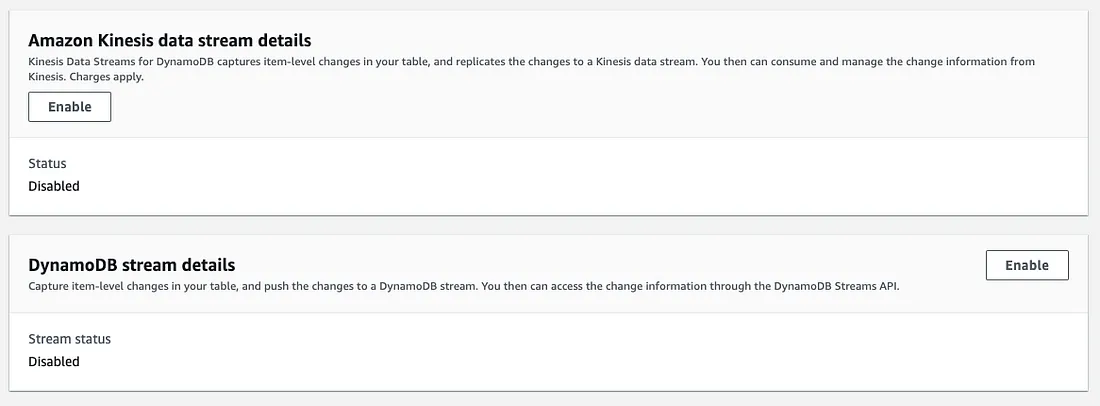 Amazon Kinesis data stream details
Kinesis Data Streams for DynamoDB captures item-level changes in your table, and replicates the changes to a Kinesis data stream. You then can consume and manage the change information from
Kinesis. Charges apply.
Enable
Status
Disabled
DynamoDB stream details
Enable
Capture item-level changes in your table, and push the changes to a DynamoDB stream. You then can access the change information through the DynamoDB Streams API.
Stream status
Disabled